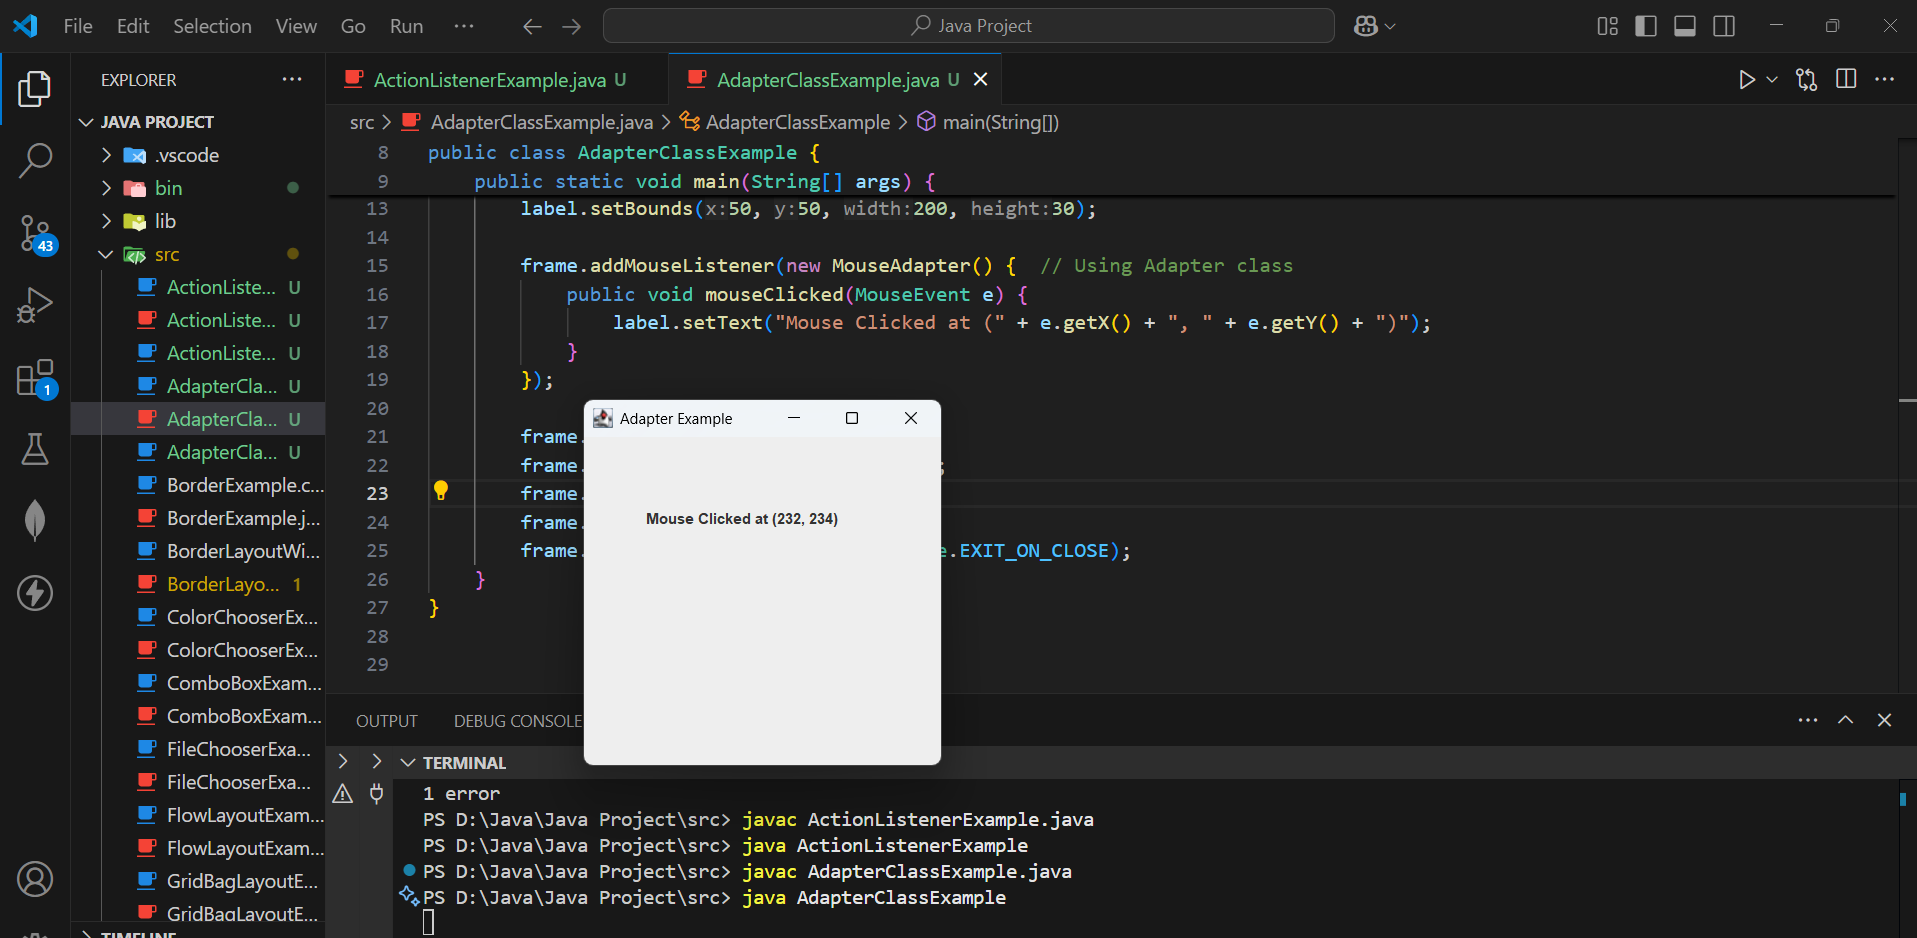 File Edit Selection View Go Run ··· Java Project
EXPLORER ···
JAVA PROJECT
.vscode
bin
lib
src
ActionListe... U
ActionListe... U
ActionListe... U
AdapterCla... U
AdapterCla... U
AdapterCla... U
BorderExample.c...
BorderExample.j...
BorderLayoutWi...
BorderLayo... 1
ColorChooserEx...
ColorChooserEx...
ComboBoxExam...
ComboBoxExam...
FileChooserExa...
FileChooserExa...
FlowLayoutExam...
FlowLayoutExam...
GridBagLayoutE...
GridBagLayoutE...
TIMELINE
43
1
ActionListenerExample.java U
AdapterClassExample.java U
src > AdapterClassExample.java > AdapterClassExample > main(String[])
8 public class AdapterClassExample {
9 public static void main(String[] args) {
13 label.setBounds(x:50, y:50, width:200, height:30);
14
15 frame.addMouseListener(new MouseAdapter() { // Using Adapter class
16 public void mouseClicked(MouseEvent e) {
17 label.setText("Mouse Clicked at (" + e.getX() + ", " + e.getY() + ")");
18 }
19 });
20
21 frame.
22 frame. ;
23 frame.
24 frame.
25 frame. e.EXIT_ON_CLOSE);
26 }
27 }
28
29
Adapter Example
Mouse Clicked at (232, 234)
OUTPUT DEBUG CONSOLE
TERMINAL
1 error
PS D:\Java\Java Project\src> javac ActionListenerExample.java
PS D:\Java\Java Project\src> java ActionListenerExample
PS D:\Java\Java Project\src> javac AdapterClassExample.java
PS D:\Java\Java Project\src> java AdapterClassExample